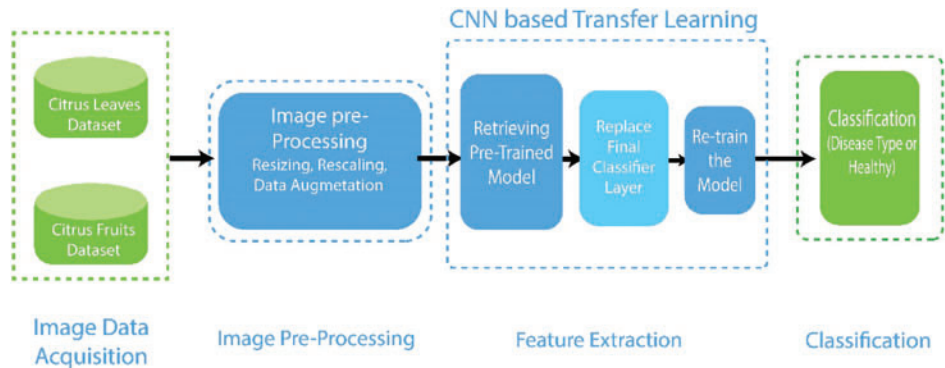 CNN based Transfer Learning
Citrus Leaves
Dataset
Citrus Fruits
Dataset
Image pre-
Processing
Resizing, Rescaling,
Data Augmetation
Retrieving
Pre-Trained
Model
Replace
Final
Classifier
Layer
Re-train
the
Model
Classification
(Disease Type or
Healthy)
Image Data
Acquisition
Image Pre-Processing
Feature Extraction
Classification